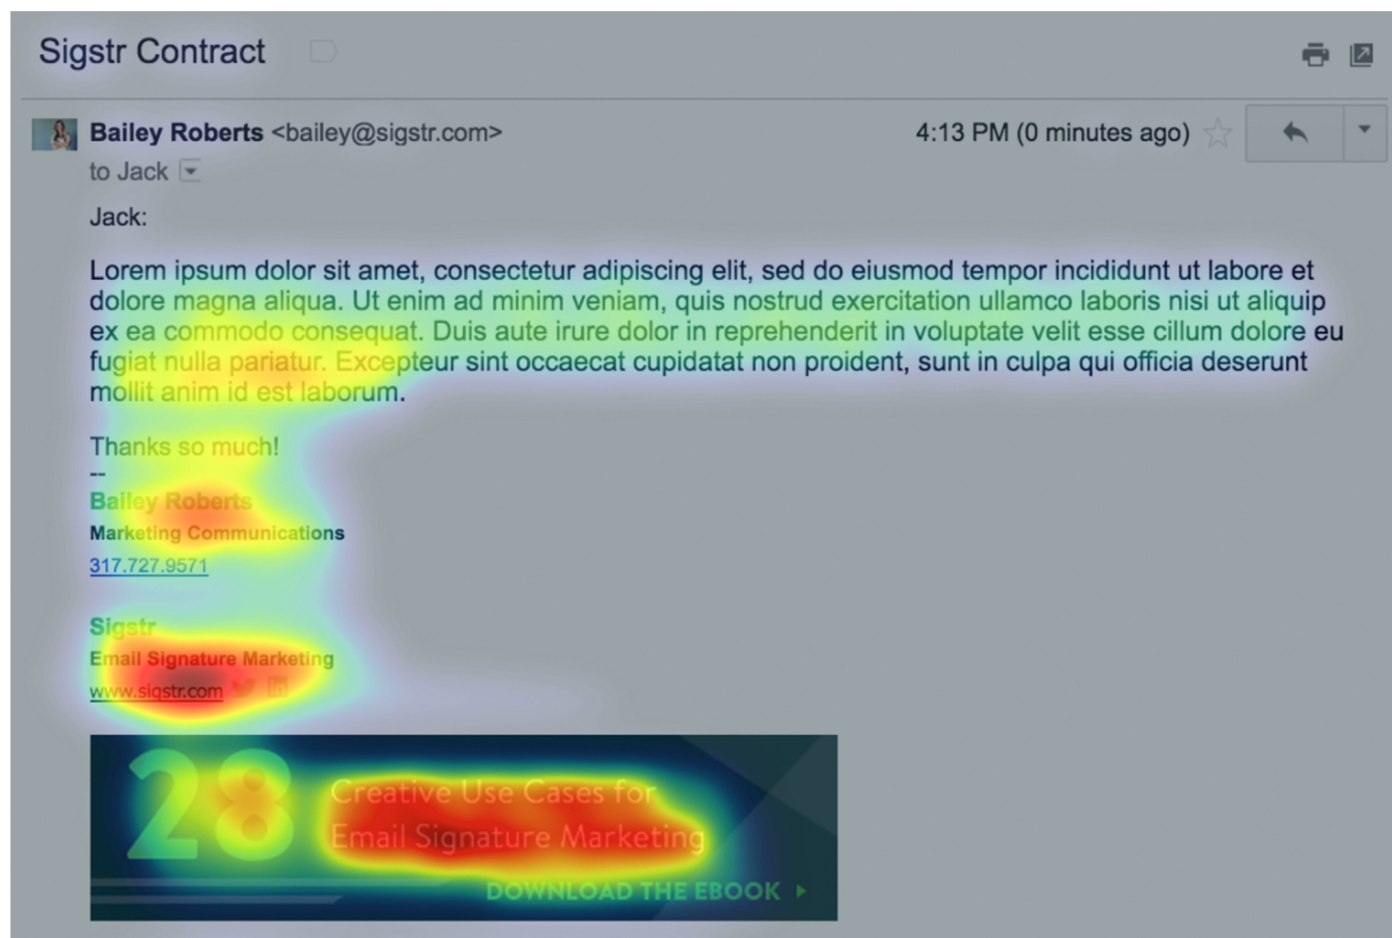 Sigstr Contract
Bailey Roberts <bailey@sigstr.com>
4:13 PM (0 minutes ago)
to Jack
Jack:
Lorem ipsum dolor sit amet, consectetur adipiscing elit, sed do eiusmod tempor incididunt ut labore et
dolore magna aliqua. Ut enim ad minim veniam, quis nostrud exercitation ullamco laboris nisi ut aliquip
ex ea commodo consequat. Duis aute irure dolor in reprehenderit in voluptate velit esse cillum dolore eu
fugiat nulla pariatur. Excepteur sint occaecat cupidatat non proident, sunt in culpa qui officia deserunt
mollit anim id est laborum.
Thanks so much!
--
Bailey Roberts
Marketing Communications
317.727.9571
Sigstr
Email Signature Marketing
www.sigstr.com
28
Creative Use Cases for
Email Signature Marketing
DOWNLOAD THE EBOOK